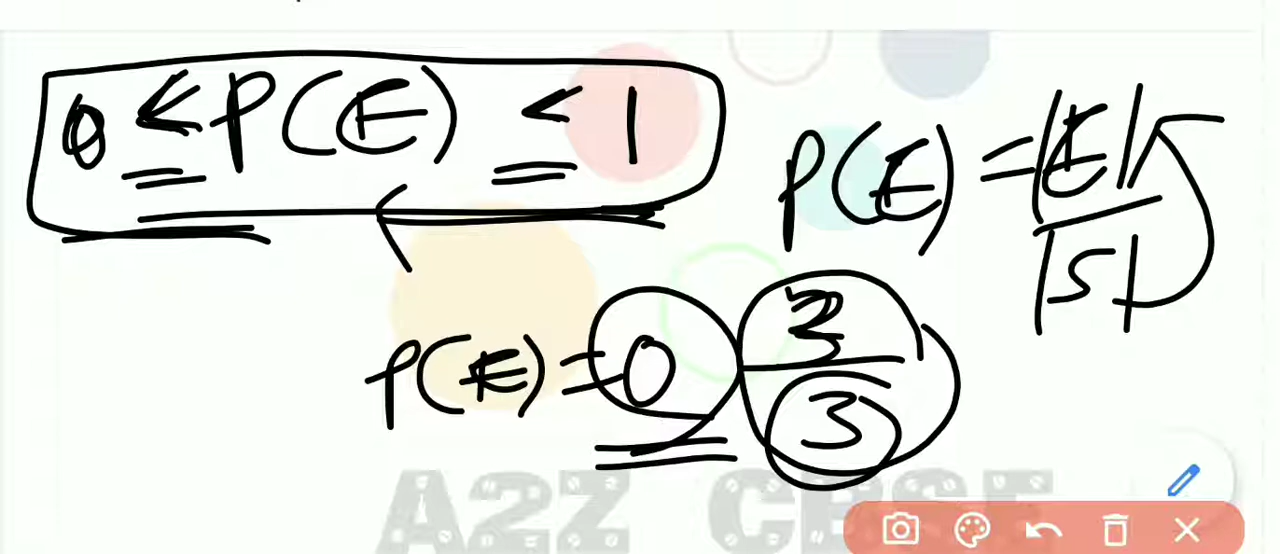 0 ≤ P(E) ≤ 1
P(E) = |E|
|S|
P(E) = 0 3
3
A2Z CBSE